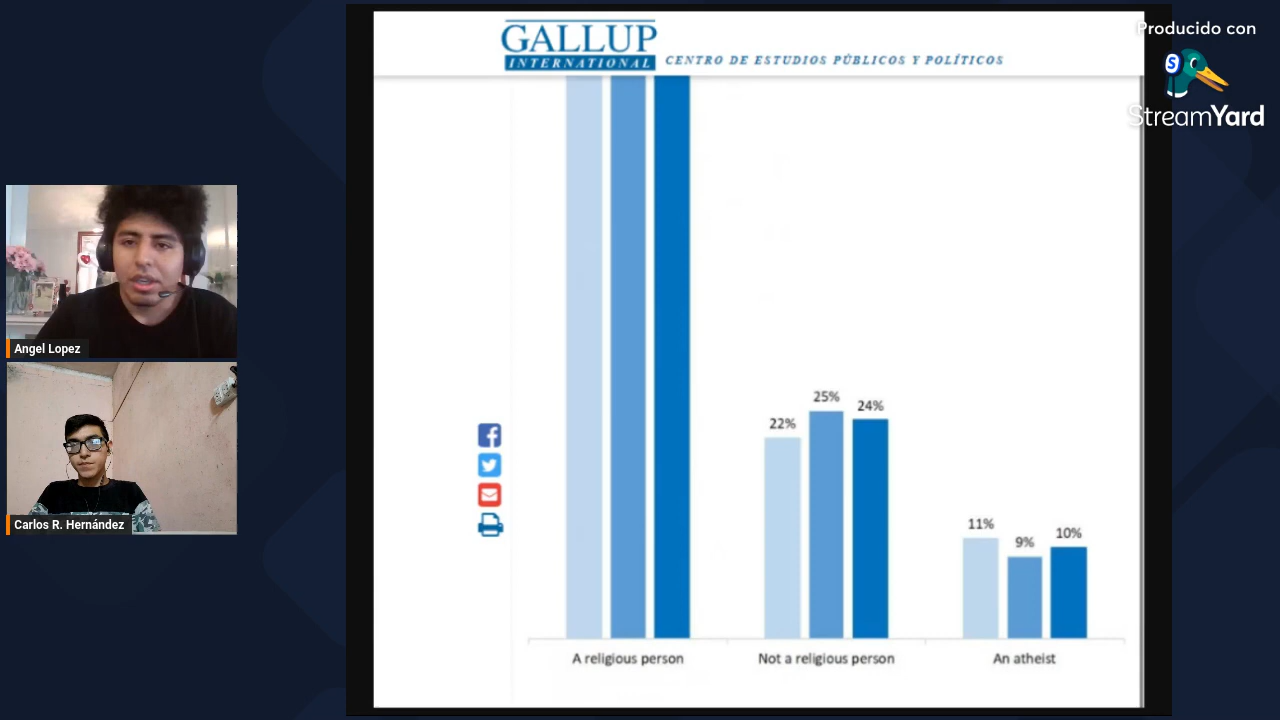 GALLUP
INTERNATIONAL
CENTRO DE ESTUDIOS PÚBLICOS Y POLÍTICOS
Producido con
S
StreamYard
Angel Lopez
Carlos R. Hernández
22%
25%
24%
11%
9%
10%
A religious person
Not a religious person
An atheist